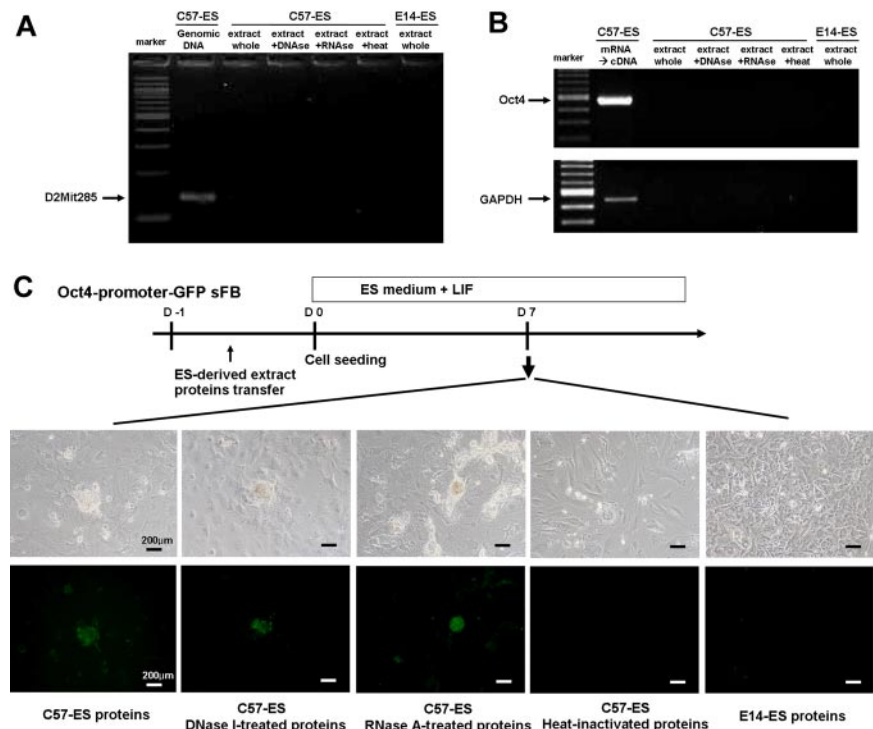 A
C57-ES C57-ES E14-ES
marker Genomic DNA extract whole extract +DNAse extract +RNAse extract +heat extract whole
D2Mit285
B
C57-ES C57-ES E14-ES
marker mRNA → cDNA extract whole extract +DNAse extract +RNAse extract +heat extract whole
Oct4
GAPDH
C
Oct4-promoter-GFP sFB
ES medium + LIF
D -1 D 0 D 7
Cell seeding
ES-derived extract
proteins transfer
200μm
200μm
C57-ES proteins
C57-ES
DNase I-treated proteins
C57-ES
RNase A-treated proteins
C57-ES
Heat-inactivated proteins
E14-ES proteins